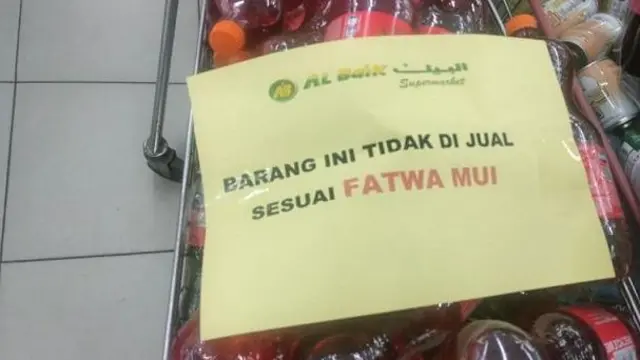 AL BaiK البيك
Supermarket
BARANG INI TIDAK DI JUAL
SESUAI FATWA MUI